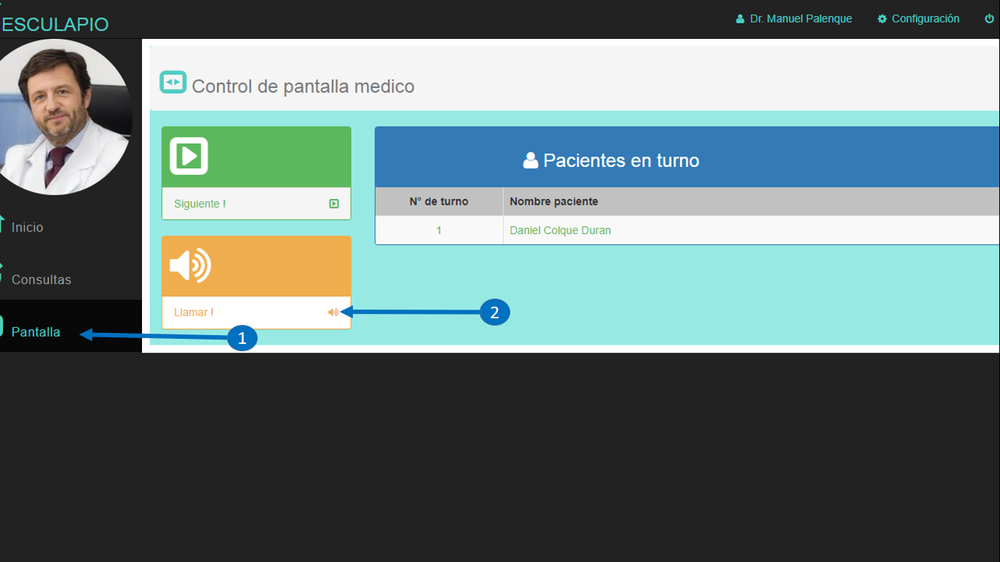 ESCULAPIO
Dr. Manuel Palenque
Configuración
Control de pantalla medico
Siguiente !
Pacientes en turno
N° de turno
Nombre paciente
1
Daniel Colque Duran
Inicio
Consultas
Llamar !
2
Pantalla
1